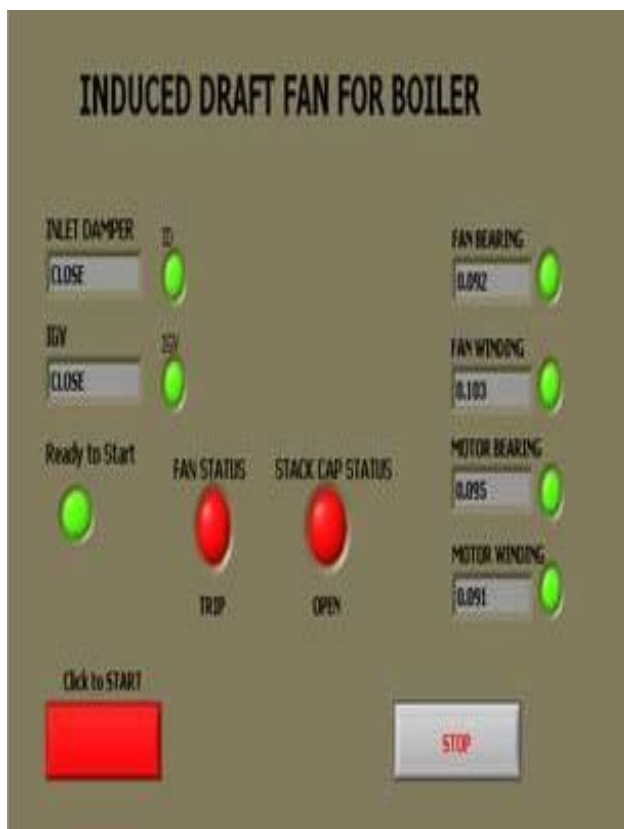 INDUCED DRAFT FAN FOR BOILER
INLET DAMPER
ID
CLOSE
IGV
IGV
CLOSE
Ready to Start
FAN STATUS
TRIP
STACK CAP STATUS
OPEN
FAN BEARING
0.092
FAN WINDING
0.103
MOTOR BEARING
0.095
MOTOR WINDING
0.091
Click to START
STOP